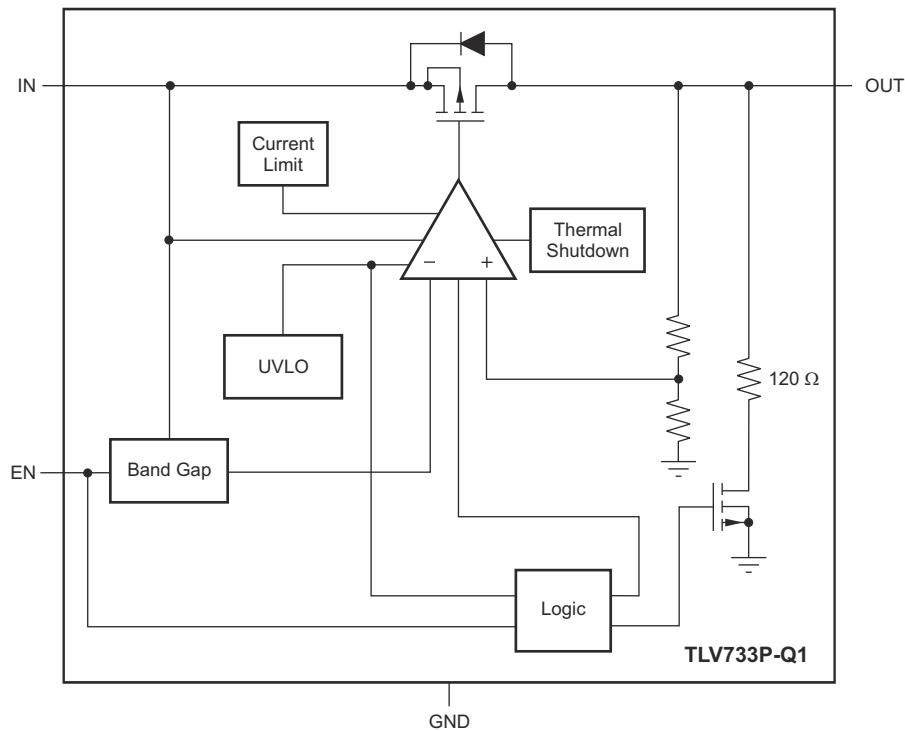 IN
OUT
Current
Limit
Thermal
Shutdown
−
+
UVLO
120 Ω
EN
Band Gap
Logic
TLV733P-Q1
GND